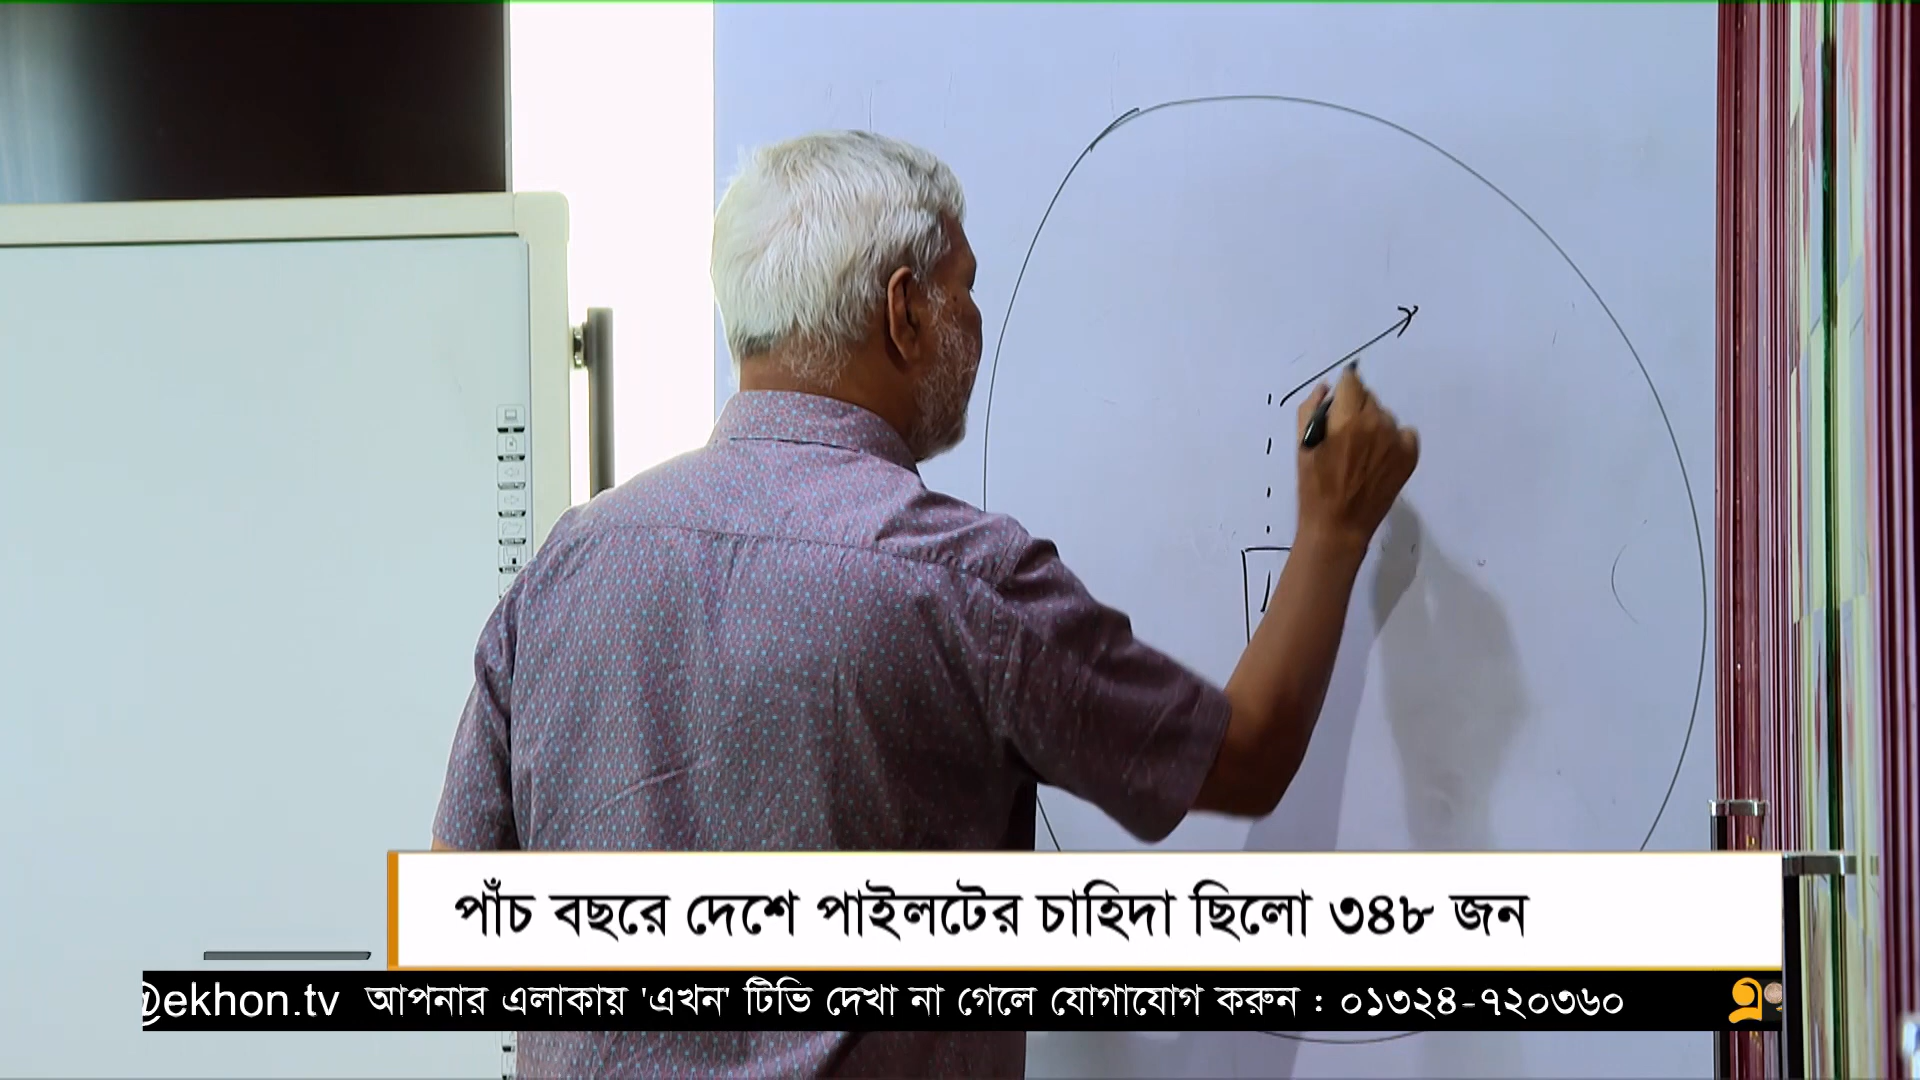 পাঁচ বছরে দেশে পাইলটের চাহিদা ছিলো ৩৪৮ জন
@ekhon.tv আপনার এলাকায় 'এখন' টিভি দেখা না গেলে যোগাযোগ করুন : ০১৩২৪-৭২০৩৬০